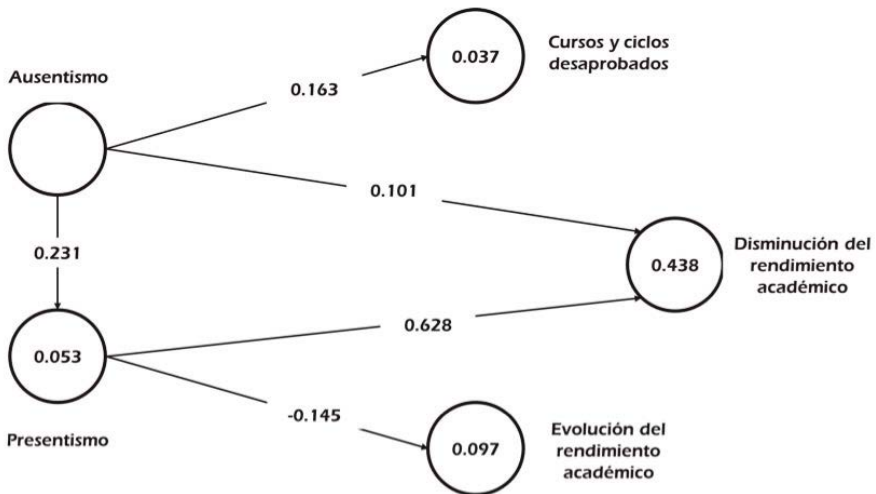 Ausentismo
0.163
0.037
Cursos y ciclos
desaprobados
0.101
0.231
0.438
Disminución del
rendimiento
académico
0.628
0.053
Presentismo
-0.145
0.097
Evolución del
rendimiento
académico